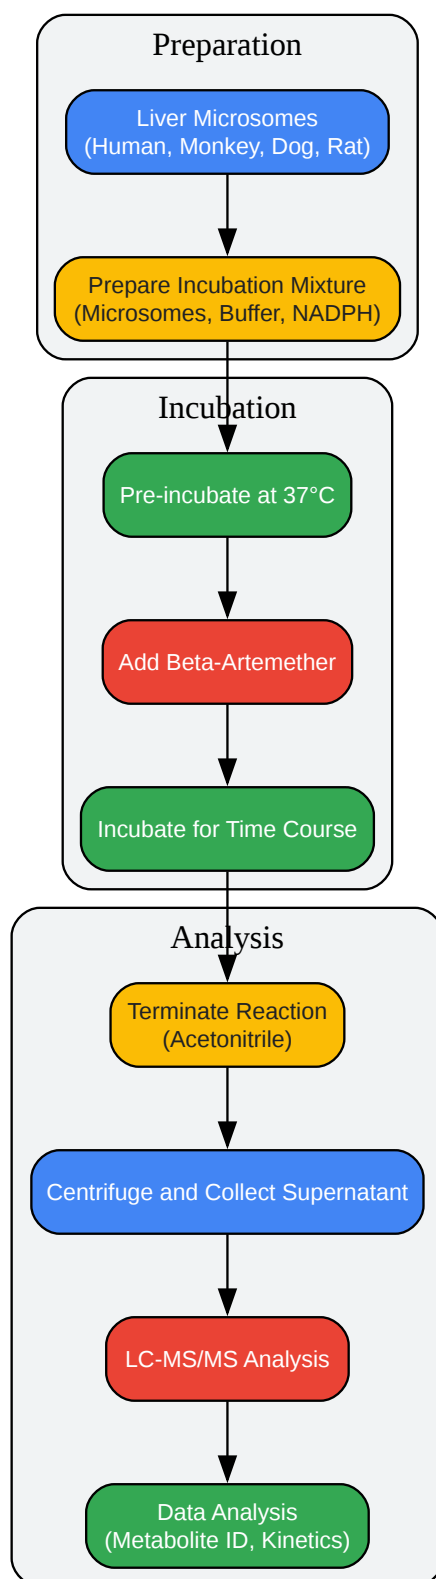 Preparation
Liver Microsomes
(Human, Monkey, Dog, Rat)
Prepare Incubation Mixture
(Microsomes, Buffer, NADPH)
Incubation
Pre-incubate at 37°C
Add Beta-Artemether
Incubate for Time Course
Analysis
Terminate Reaction
(Acetonitrile)
Centrifuge and Collect Supernatant
LC-MS/MS Analysis
Data Analysis
(Metabolite ID, Kinetics)